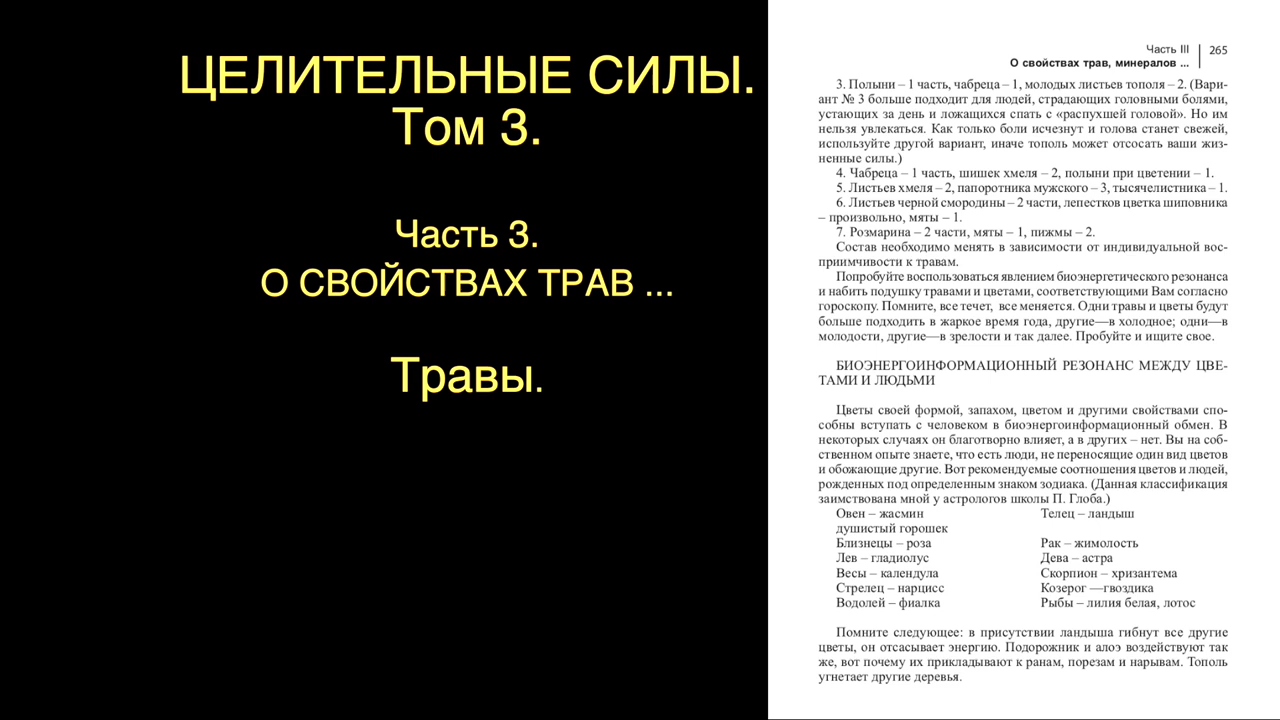 ЦЕЛИТЕЛЬНЫЕ СИЛЫ.
Том 3.
Часть 3.
О СВОЙСТВАХ ТРАВ ...
Травы.
Часть III 265
О свойствах трав, минералов ...
3. Полыни – 1 часть, чабреца – 1, молодых листьев тополя – 2. (Вари-
ант № 3 больше подходит для людей, страдающих головными болями,
устающих за день и ложащихся спать с «распухшей головой». Но им
нельзя увлекаться. Как только боли исчезнут и голова станет свежей,
используйте другой вариант, иначе тополь может отсосать ваши жиз-
ненные силы.)
4. Чабреца – 1 часть, шишек хмеля – 2, полыни при цветении – 1.
5. Листьев хмеля – 2, папоротника мужского – 3, тысячелистника – 1.
6. Листьев черной смородины – 2 части, лепестков цветка шиповника
– произвольно, мяты – 1.
7. Розмарина – 2 части, мяты – 1, пижмы – 2.
Состав необходимо менять в зависимости от индивидуальной вос-
приимчивости к травам.
Попробуйте воспользоваться явлением биоэнергетического резонанса
и набить подушку травами и цветами, соответствующими Вам согласно
гороскопу. Помните, все течет, все меняется. Одни травы и цветы будут
больше подходить в жаркое время года, другие—в холодное; одни—в
молодости, другие—в зрелости и так далее. Пробуйте и ищите свое.
БИОЭНЕРГОИНФОРМАЦИОННЫЙ РЕЗОНАНС МЕЖДУ ЦВЕ-
ТАМИ И ЛЮДЬМИ
Цветы своей формой, запахом, цветом и другими свойствами спо-
собны вступать с человеком в биоэнергоинформационный обмен. В
некоторых случаях он благотворно влияет, а в других – нет. Вы на соб-
ственном опыте знаете, что есть люди, не переносящие один вид цветов
и обожающие другие. Вот рекомендуемые соотношения цветов и людей,
рожденных под определенным знаком зодиака. (Данная классификация
заимствована мной у астрологов школы П. Глоба.)
Овен – жасмин Телец – ландыш
душистый горошек
Близнецы – роза Рак – жимолость
Лев – гладиолус Дева – астра
Весы – календула Скорпион – хризантема
Стрелец – нарцисс Козерог —гвоздика
Водолей – фиалка Рыбы – лилия белая, лотос
Помните следующее: в присутствии ландыша гибнут все другие
цветы, он отсасывает энергию. Подорожник и алоэ воздействуют так
же, вот почему их прикладывают к ранам, порезам и нарывам. Тополь
угнетает другие деревья.